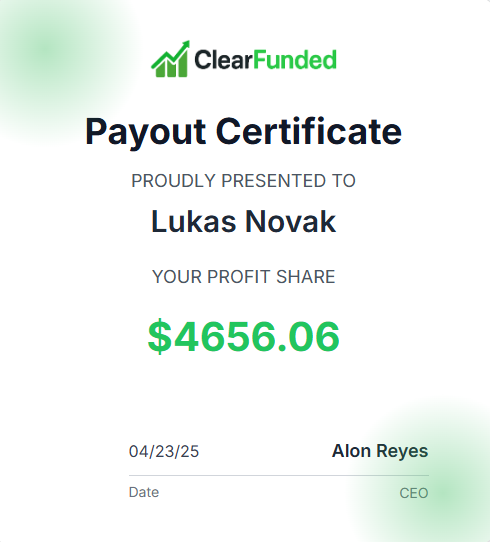 ClearFunded
Payout Certificate
PROUDLY PRESENTED TO
Lukas Novak
YOUR PROFIT SHARE
$4656.06
04/23/25 Alon Reyes
Date CEO